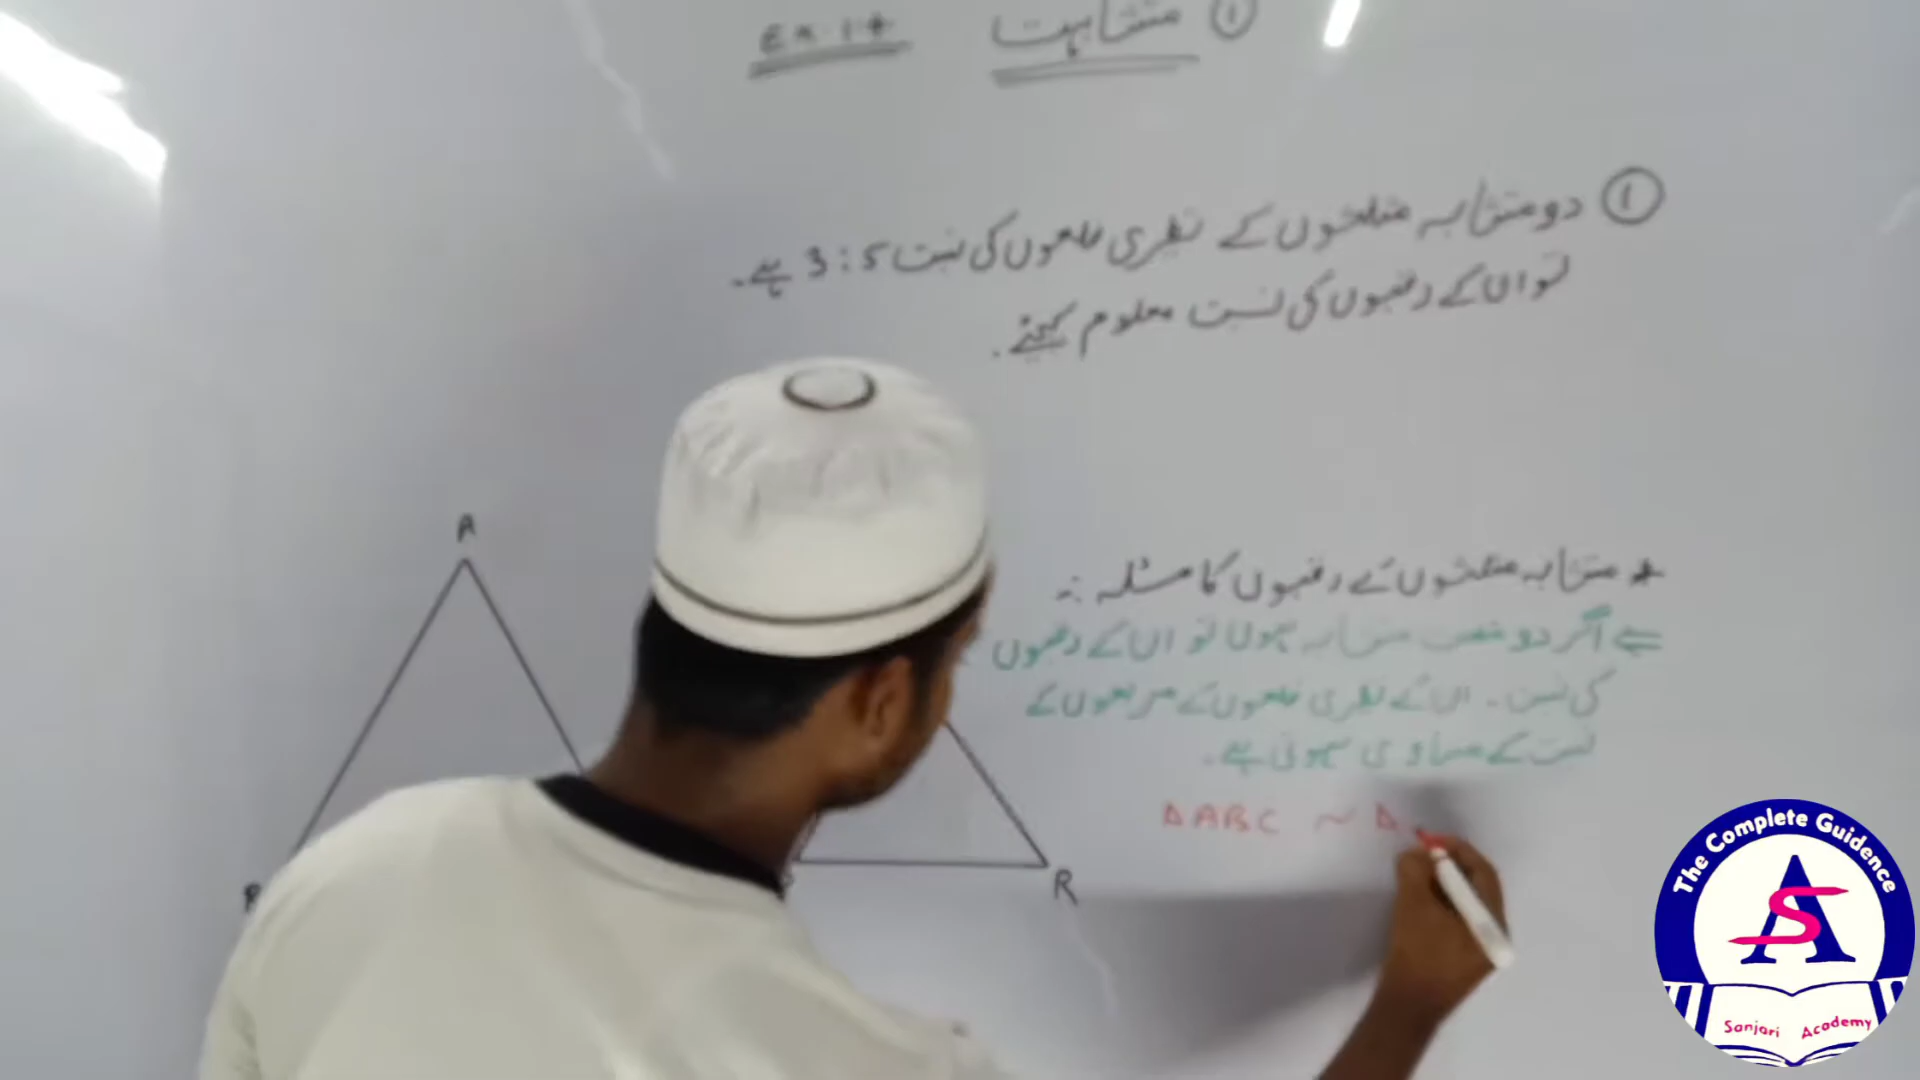 ① متشابہت Ex. 1.4
① دو متشابہ مثلثوں کے نظیری ضلعوں کی نسبت 3 : 5 ہے۔
تو ان کے رقبوں کی نسبت معلوم کیجئے۔
* متشابہ مثلثوں کے رقبوں کا مسئلہ :-
⇐ اگر دو مثلث متشابہ ہوں تو ان کے رقبوں
کی نسبت۔ ان کے نظیری ضلعوں کے مربعوں کے
نسبت کے مساوی ہوتی ہے۔
Δ ABC ~ Δ
A
R
The Complete Guidence
AS
Sanjari Academy